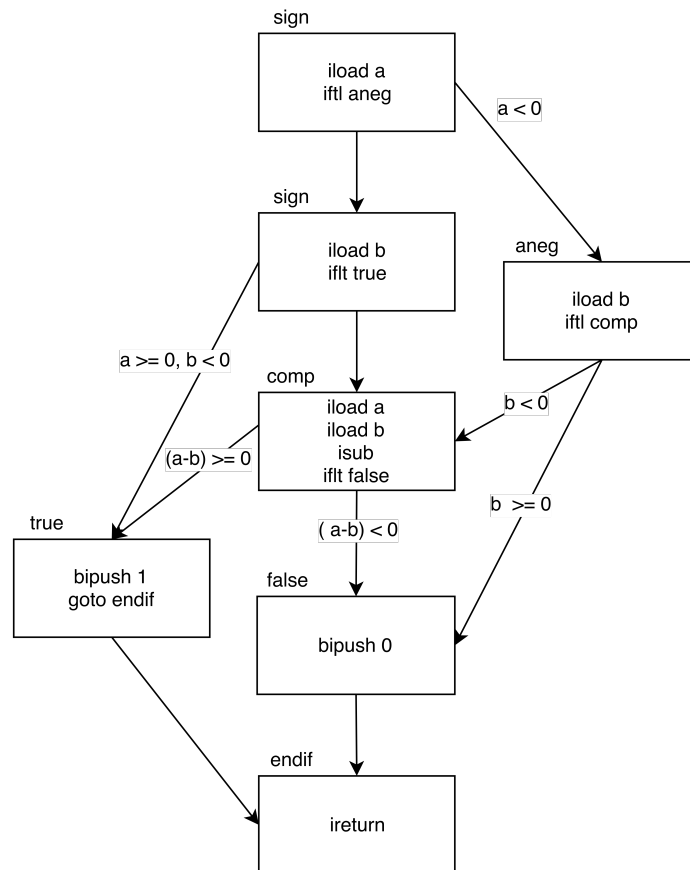 sign
iload a
iftl aneg
a < 0
sign
iload b
iflt true
aneg
iload b
iftl comp
a >= 0, b < 0
comp
iload a
iload b
isub
iflt false
b < 0
(a-b) >= 0
b  >= 0
true
( a-b) < 0
bipush 1
goto endif
false
bipush 0
endif
ireturn